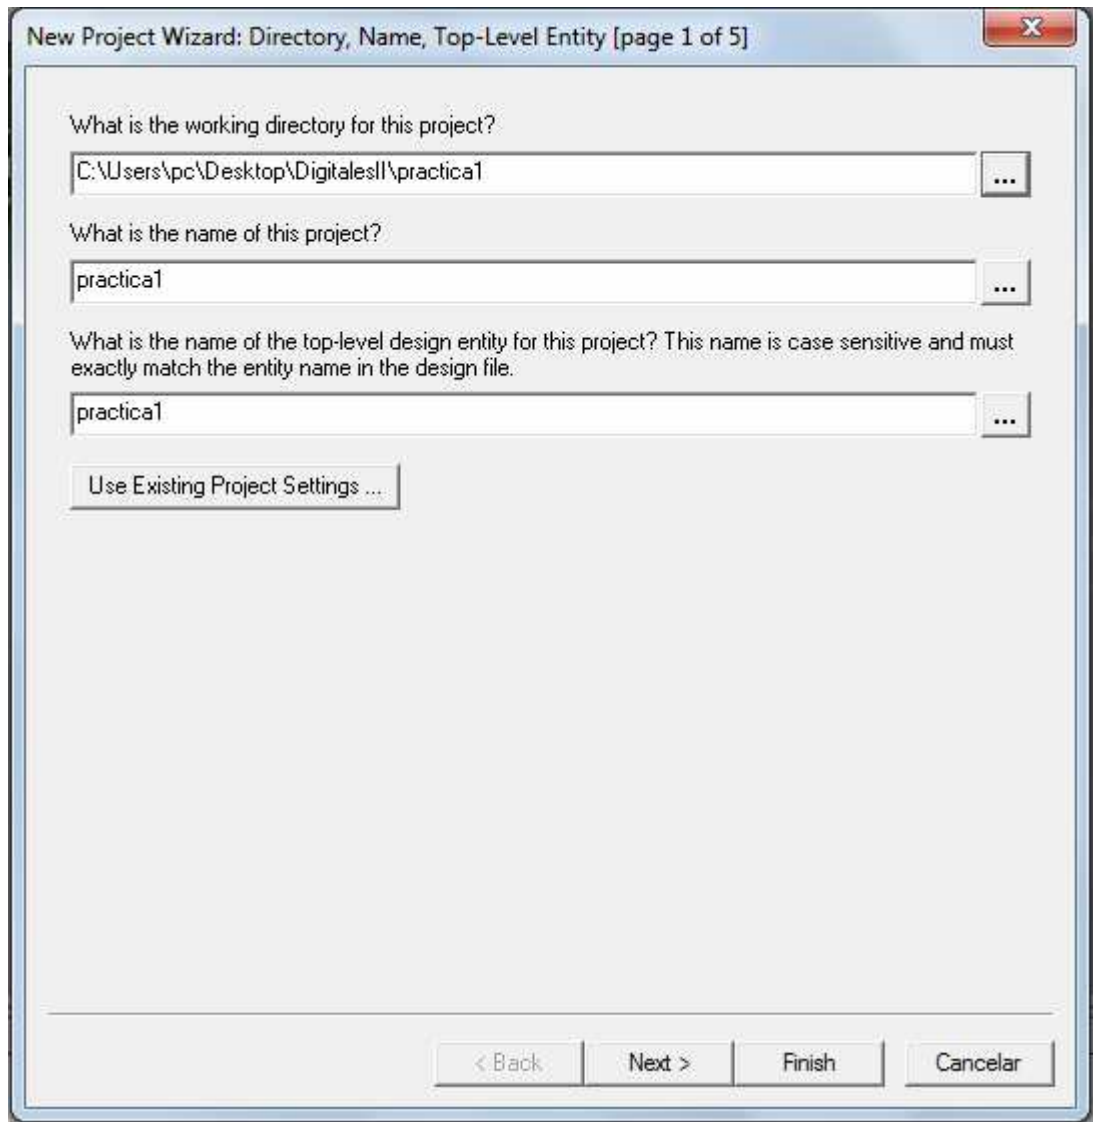 New Project Wizard: Directory, Name, Top-Level Entity [page 1 of 5]
What is the working directory for this project?
C:\Users\pc\Desktop\DigitalesII\practica1
...
What is the name of this project?
practica1
...
What is the name of the top-level design entity for this project? This name is case sensitive and must
exactly match the entity name in the design file.
practica1
...
Use Existing Project Settings ...
< Back
Next >
Finish
Cancelar